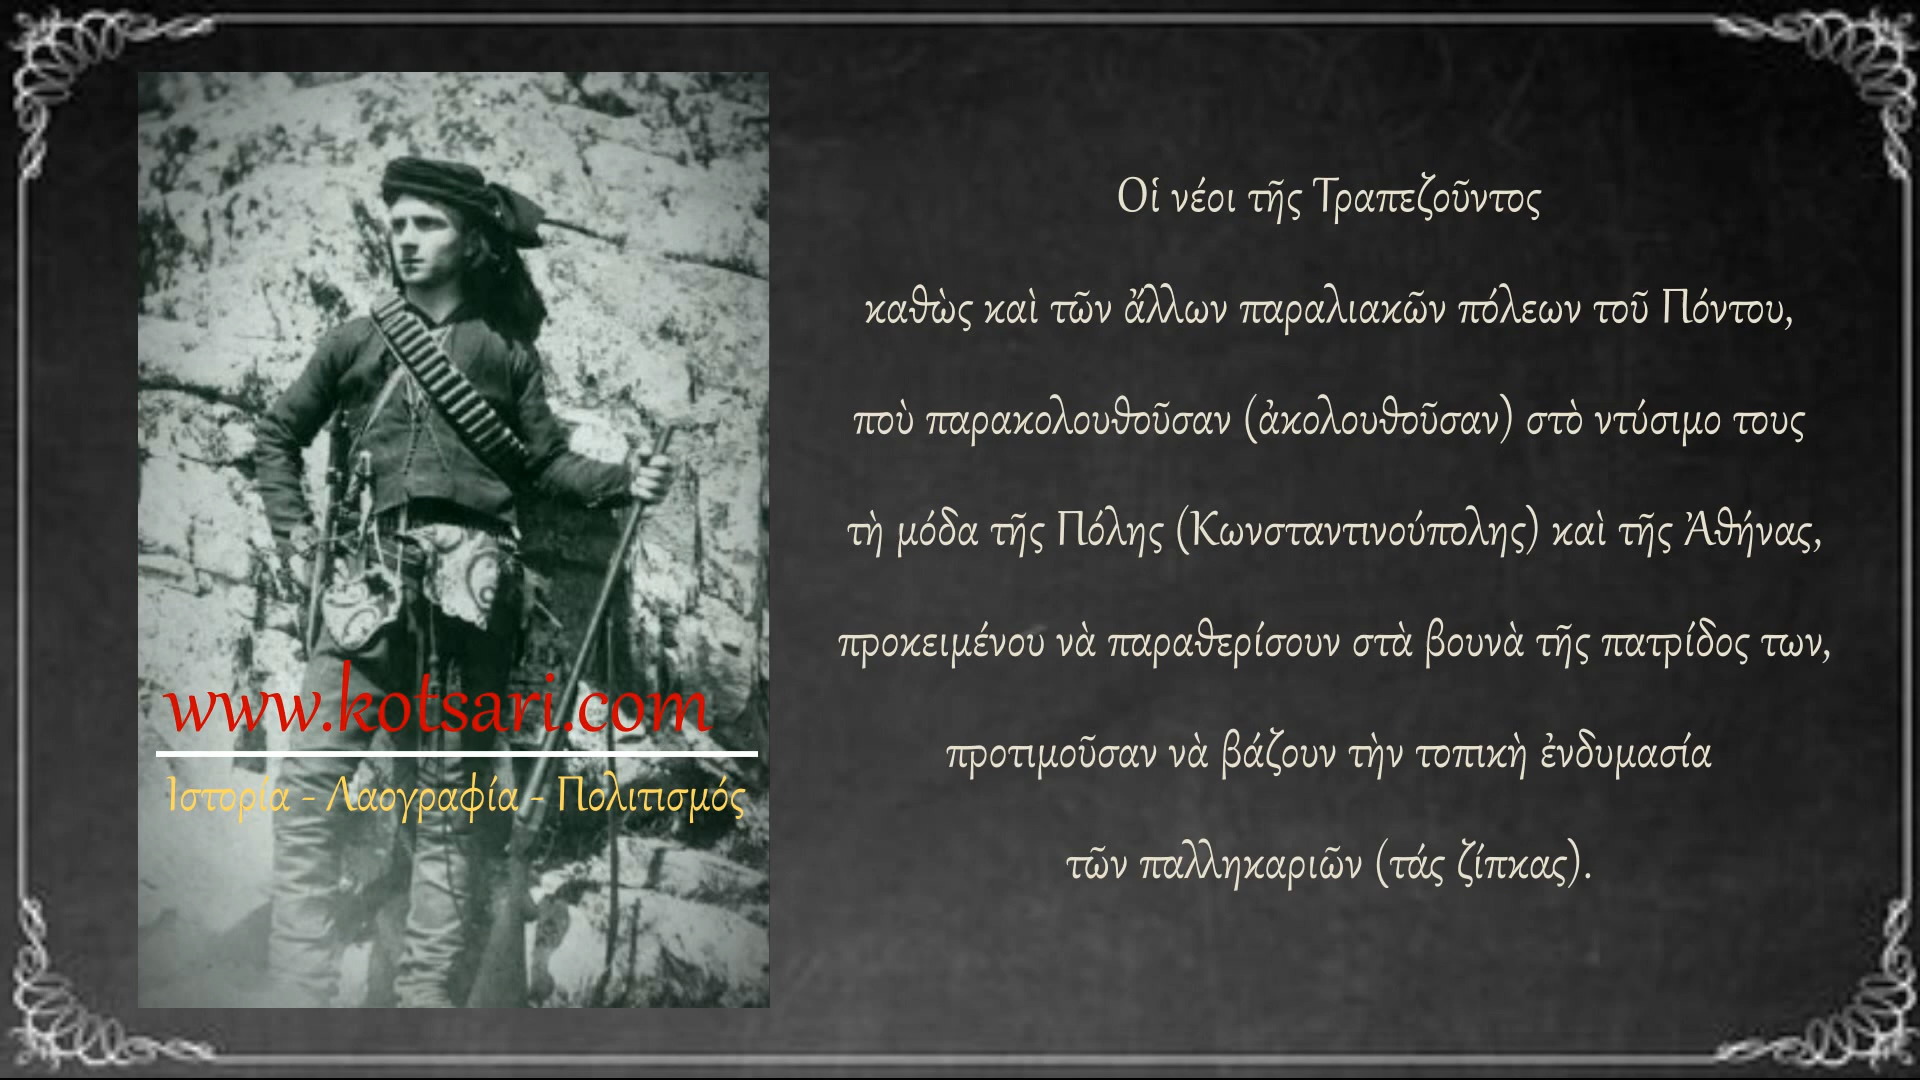 www.kotsari.com
Ἱστορία - Λαογραφία - Πολιτισμός
Οἱ νέοι τῆς Τραπεζοῦντος
καθὼς καὶ τῶν ἄλλων παραλιακῶν πόλεων τοῦ Πόντου,
ποὺ παρακολουθοῦσαν (ἀκολουθοῦσαν) στὸ ντύσιμο τους
τὴ μόδα τῆς Πόλης (Κωνσταντινούπολης) καὶ τῆς Ἀθήνας,
προκειμένου νὰ παραθερίσουν στὰ βουνὰ τῆς πατρίδος των,
προτιμοῦσαν νὰ βάζουν τὴν τοπικὴ ἐνδυμασία
τῶν παλληκαριῶν (τάς ζίπκας).